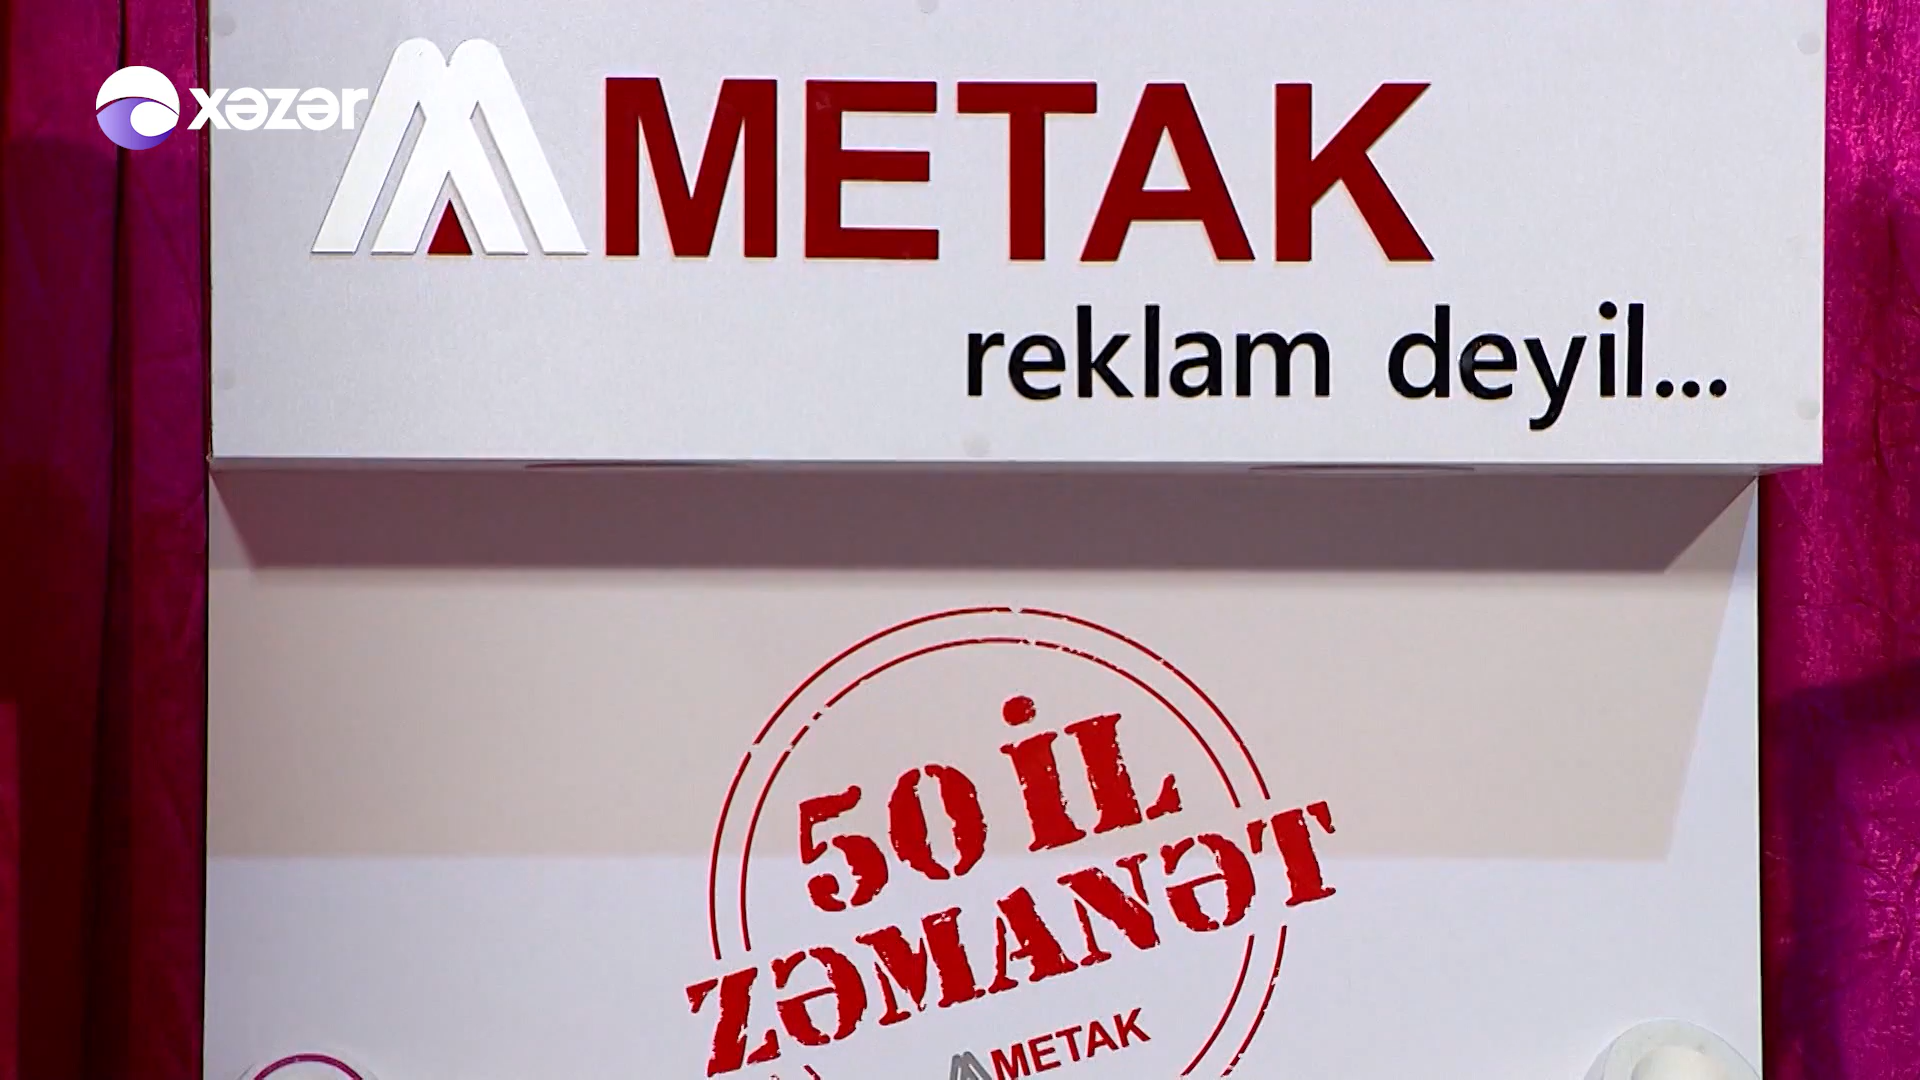 xəzər
METAK
reklam deyil...
50 İL
ZƏMANƏT
METAK